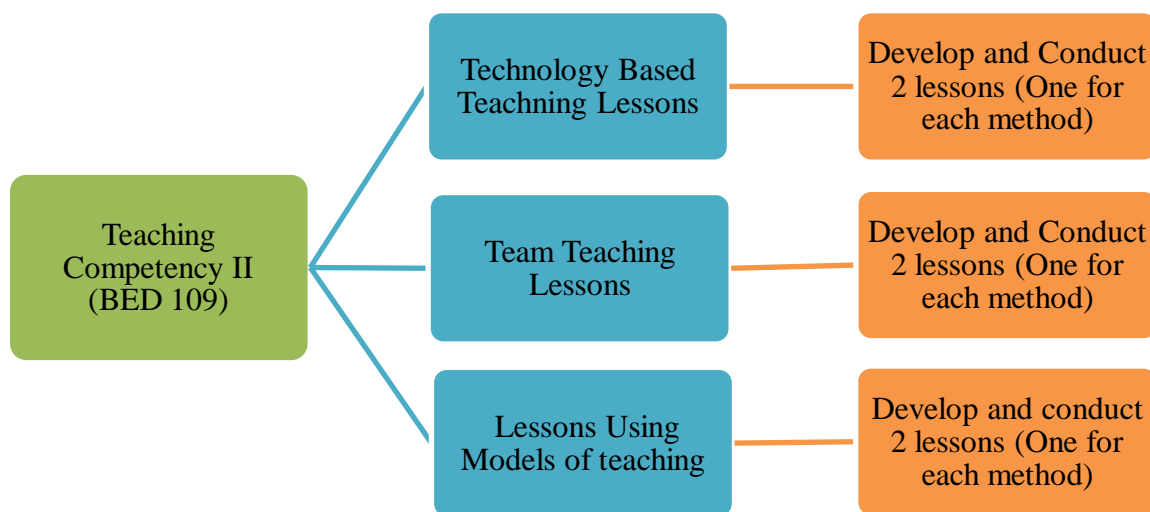 Teaching
Competency II
(BED 109)
Technology Based
Teachning Lessons
Develop and Conduct
2 lessons (One for
each method)
Team Teaching
Lessons
Develop and Conduct
2 lessons (One for
each method)
Lessons Using
Models of teaching
Develop and conduct
2 lessons (One for
each method)